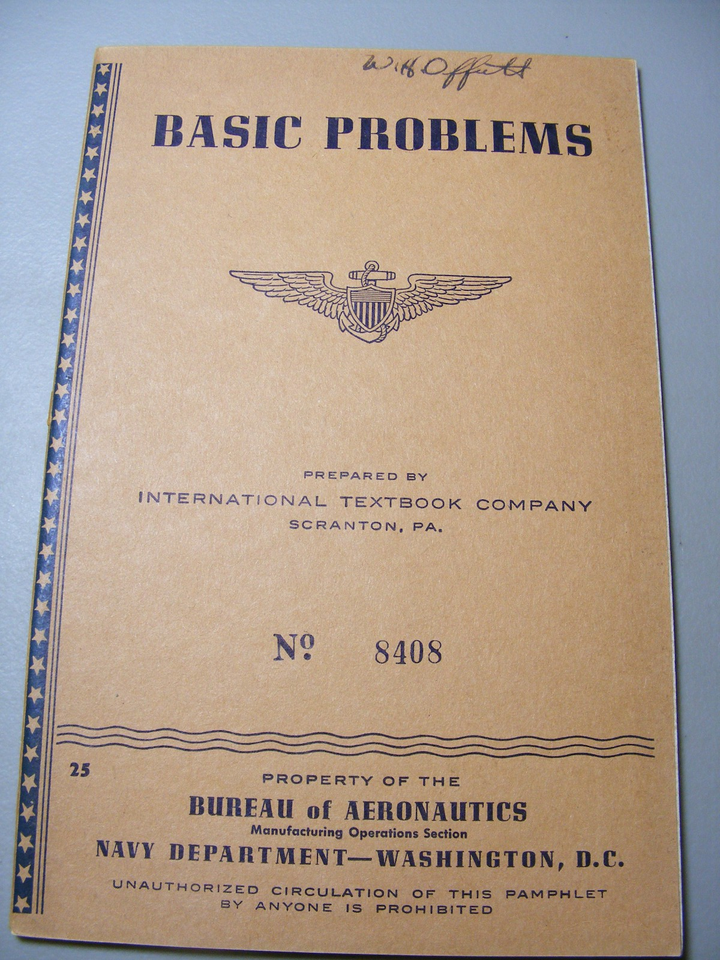 W.H. Offutt
BASIC PROBLEMS
PREPARED BY
INTERNATIONAL TEXTBOOK COMPANY
SCRANTON, PA.
Nº 8408
25
PROPERTY OF THE
BUREAU of AERONAUTICS
Manufacturing Operations Section
NAVY DEPARTMENT—WASHINGTON, D.C.
UNAUTHORIZED CIRCULATION OF THIS PAMPHLET
BY ANYONE IS PROHIBITED